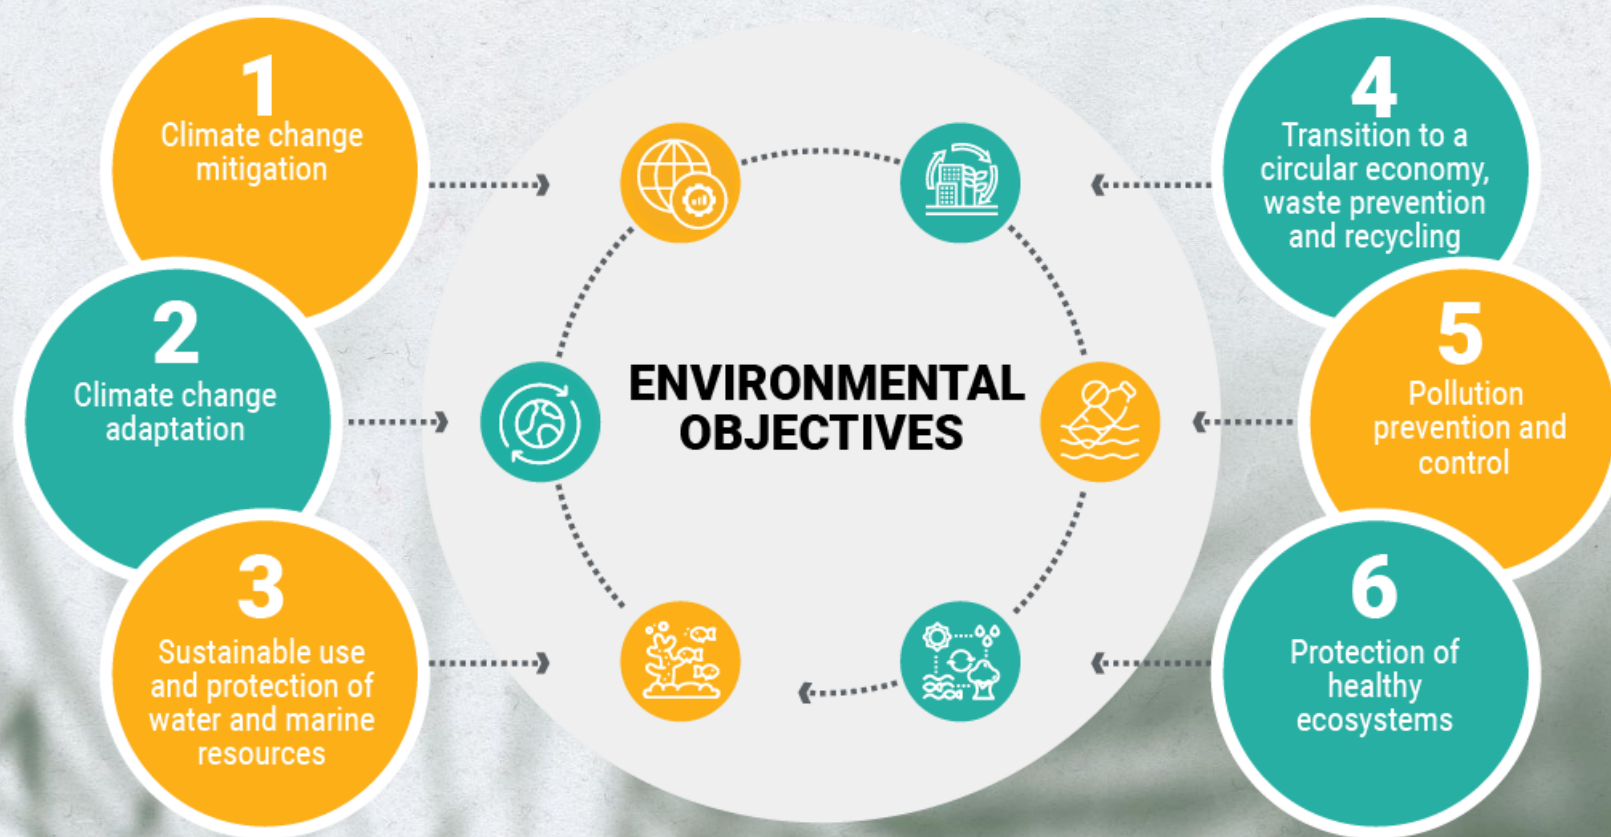 1
Climate change
mitigation
2
Climate change
adaptation
3
Sustainable use
and protection of
water and marine
resources
ENVIRONMENTAL
OBJECTIVES
4
Transition to a
circular economy,
waste prevention
and recycling
5
Pollution
prevention and
control
6
Protection of
healthy
ecosystems